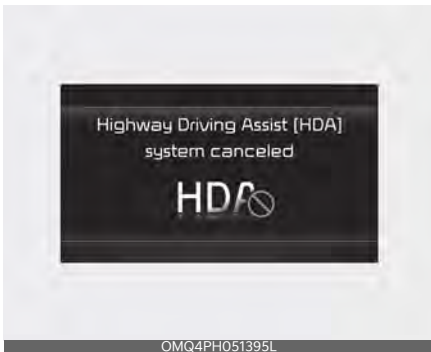 Highway Driving Assist [HDA]
system canceled
HDA
OMQ4PH051395L